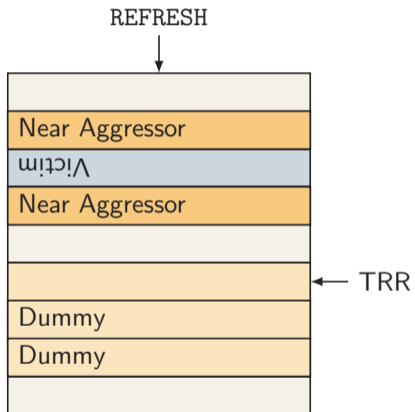 REFRESH
Near Aggressor
Victim
Near Aggressor
TRR
Dummy
Dummy